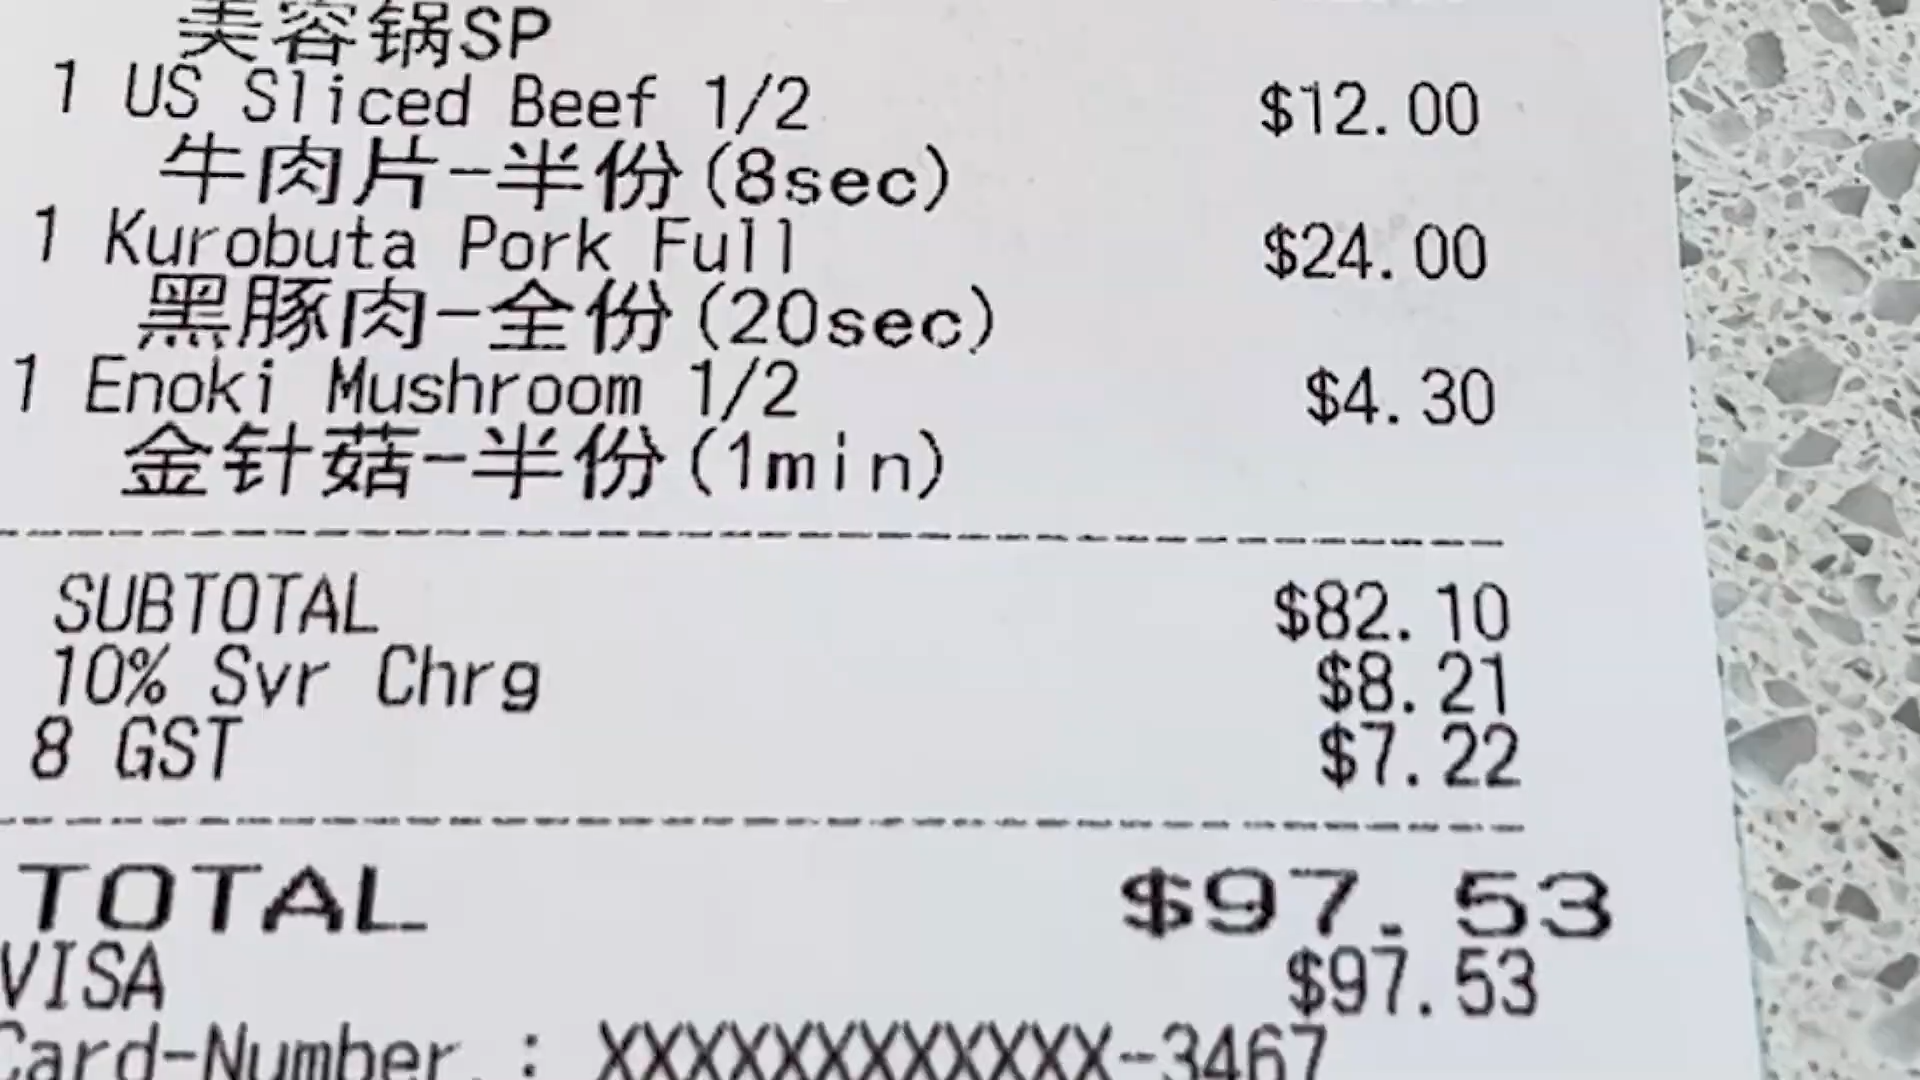 美容锅SP
1 US Sliced Beef 1/2 $12.00
牛肉片-半份(8sec)
1 Kurobuta Pork Full $24.00
黑豚肉-全份(20sec)
1 Enoki Mushroom 1/2 $4.30
金针菇-半份(1min)
SUBTOTAL $82.10
10% Svr Chrg $8.21
8 GST $7.22
TOTAL $97.53
VISA $97.53
Card-Number : XXXXXXXXXXXX-3467